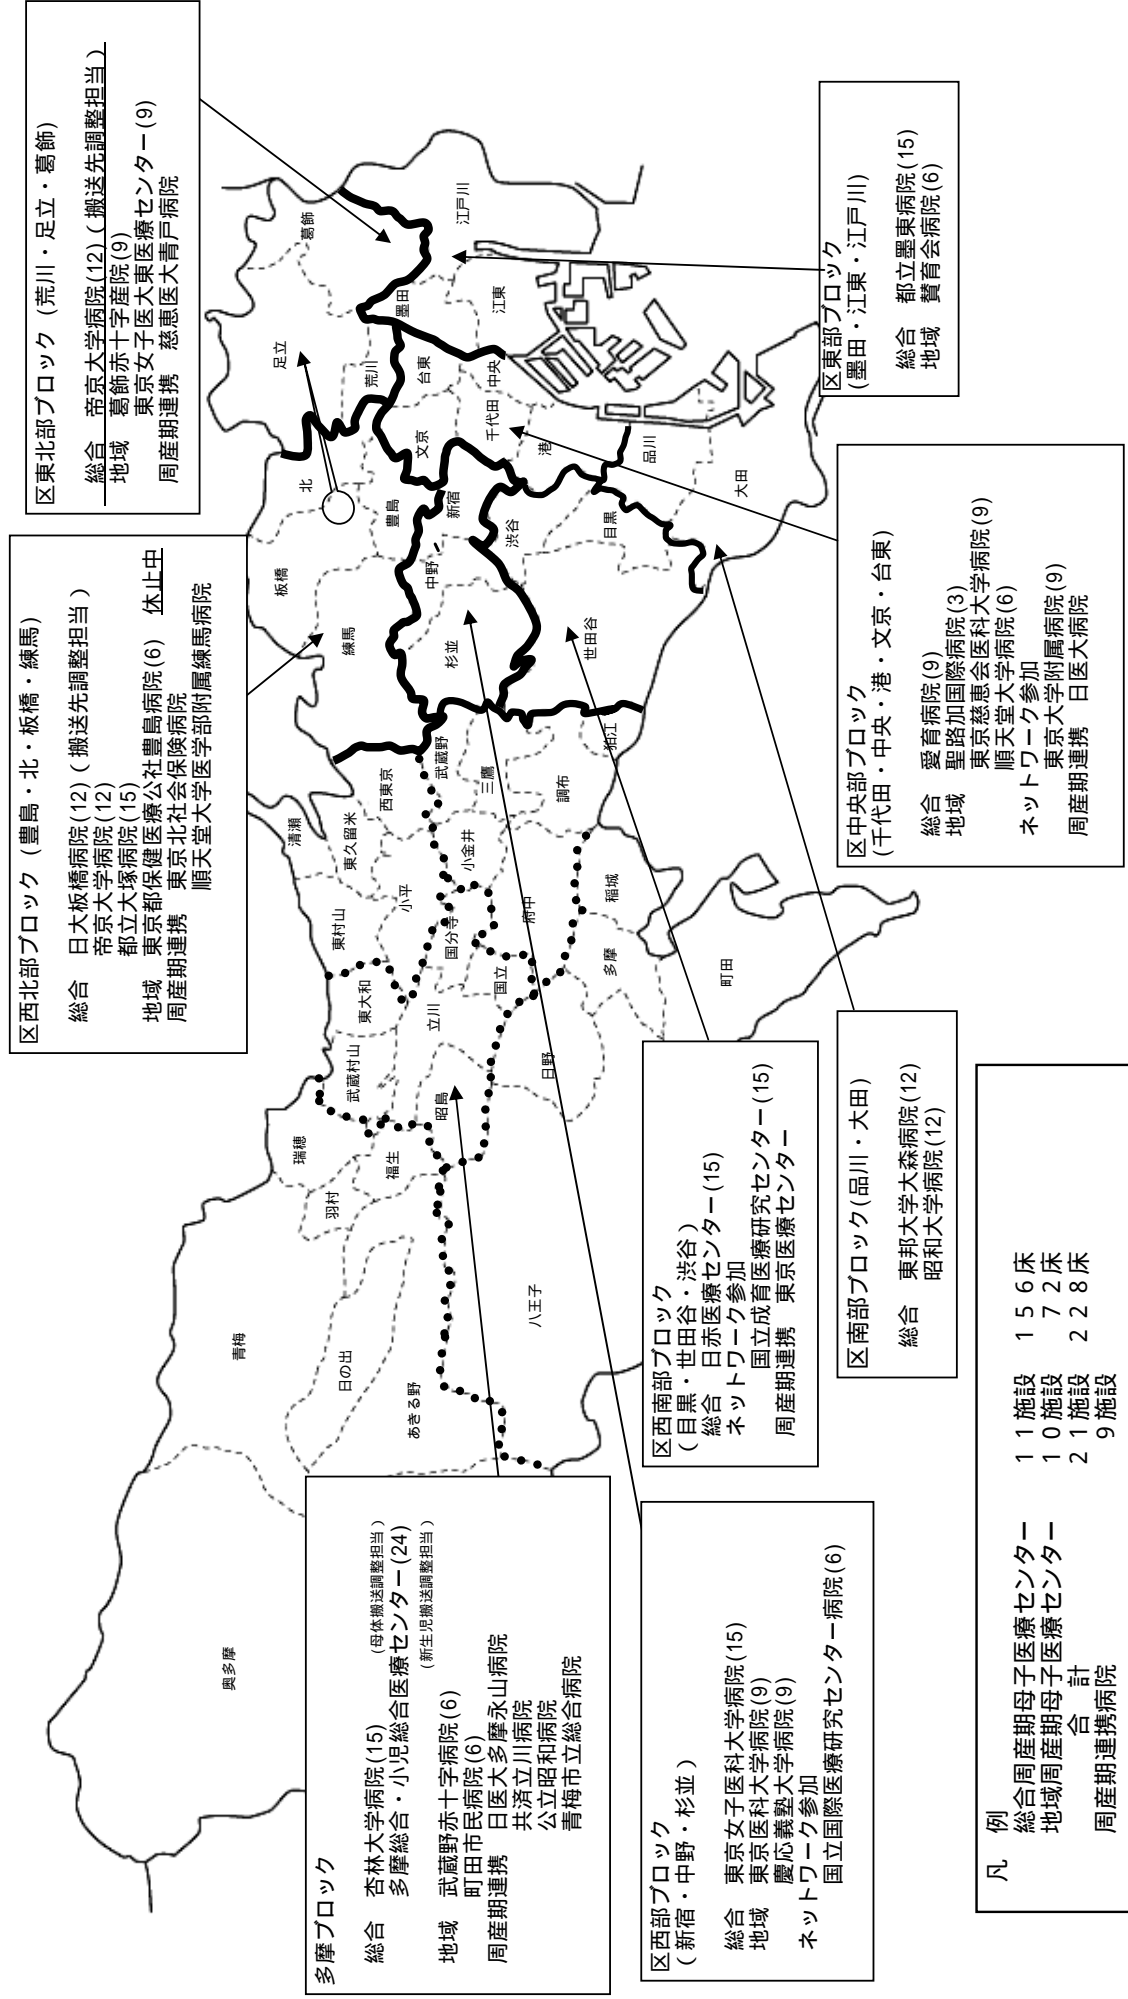 区東北部ブロック (荒川・足立・葛飾)
総合　帝京大学病院(12)(搬送先調整担当)
地域　葛飾赤十字産院(9)
東京女子医大東医療センター(9)
周産期連携　慈恵医大青戸病院
区西北部ブロック (豊島・北・板橋・練馬)
総合　日大板橋病院(12)(搬送先調整担当)
帝京大学病院(12)
都立大塚病院(15)
地域　東京都保健医療公社豊島病院(6)　休止中
周産期連携　東京北社会保険病院
順天堂大学医学部附属練馬病院
区東部ブロック
(墨田・江東・江戸川)
総合　都立墨東病院(15)
地域　賛育会病院(6)
区中央部ブロック
(千代田・中央・港・文京・台東)
総合　愛育病院(9)
地域　聖路加国際病院(3)
東京慈恵会医科大学病院(9)
順天堂大学病院(6)
ネットワーク参加
東京大学附属病院(9)
周産期連携　日医大病院
区南部ブロック(品川・大田)
総合　東邦大学大森病院(12)
昭和大学病院(12)
区西南部ブロック
(目黒・世田谷・渋谷)
総合　日赤医療センター(15)
ネットワーク参加
国立成育医療研究センター(15)
周産期連携　東京医療センター
区西部ブロック
(新宿・中野・杉並)
総合　東京女子医科大学病院(15)
地域　東京医科大学病院(9)
慶応義塾大学病院(9)
ネットワーク参加
国立国際医療研究センター病院(6)
多摩ブロック
総合　杏林大学病院(15)
(母体搬送調整担当)
多摩総合・小児総合医療センター(24)
(新生児搬送調整担当)
地域　武蔵野赤十字病院(6)
町田市民病院(6)
周産期連携　日医大多摩永山病院
共済立川病院
公立昭和病院
青梅市立総合病院
凡　例
総合周産期母子医療センター　１１施設　１５６床
地域周産期母子医療センター　１０施設　７２床
合　計　２１施設　２２８床
周産期連携病院　９施設
奥多摩
青梅
日の出
あきる野
八王子
羽村
瑞穂
福生
武蔵村山
昭島
東大和
立川
日野
東村山
小平
国分寺
国立
府中
多摩
稲城
町田
清瀬
東久留米
西東京
小金井
武蔵野
三鷹
調布
狛江
練馬
板橋
北
豊島
中野
杉並
新宿
渋谷
世田谷
目黒
足立
荒川
葛飾
墨田
台東
文京
千代田
中央
港
品川
大田
江東
江戸川